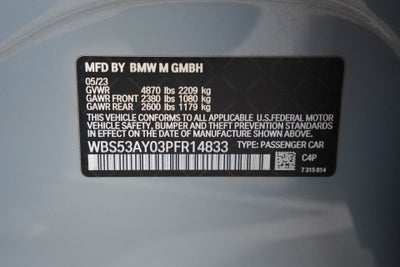 MFD BY BMW M GMBH
05/23
GVWR 4870 lbs 2209 kg
GAWR FRONT 2380 lbs 1080 kg
GAWR REAR 2600 lbs 1179 kg
THIS VEHICLE CONFORMS TO ALL APPLICABLE U.S.FEDERAL MOTOR
VEHICLE SAFETY, BUMPER, AND THEFT PREVENTION STANDARDS IN
EFFECT ON THE DATE OF MANUFACTURE SHOWN ABOVE.
WBS53AY03PFR14833 TYPE: PASSENGER CAR
C4P
7 315 014